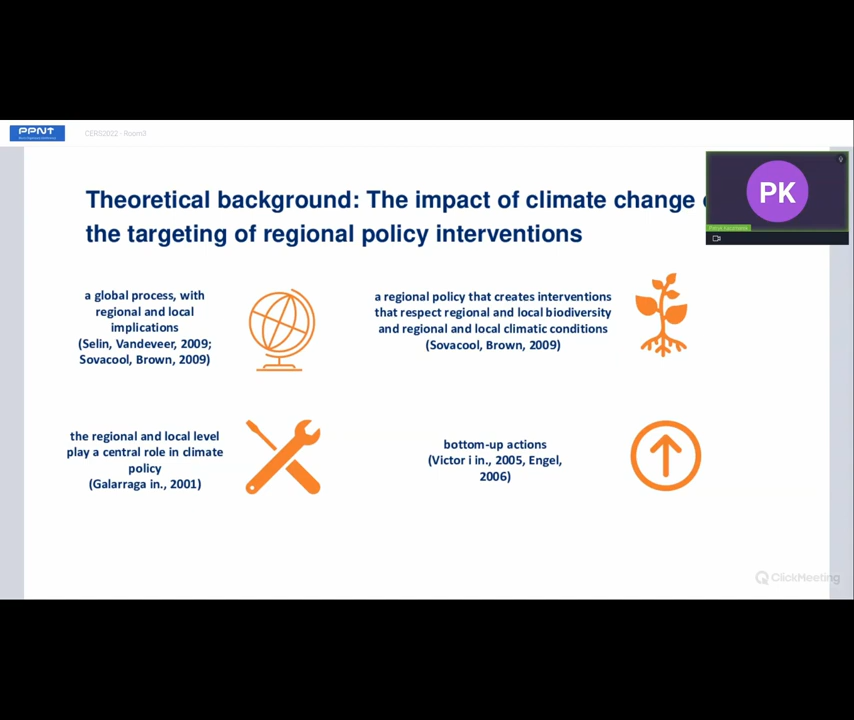 PPNT
CERS2022 - Room3
Theoretical background: The impact of climate change
the targeting of regional policy interventions
PK
a global process, with
regional and local
implications
(Selin, Vandeveer, 2009;
Sovacool, Brown, 2009)
a regional policy that creates interventions
that respect regional and local biodiversity
and regional and local climatic conditions
(Sovacool, Brown, 2009)
the regional and local level
play a central role in climate
policy
(Galarraga in., 2001)
bottom-up actions
(Victor i in., 2005, Engel,
2006)
ClickMeeting